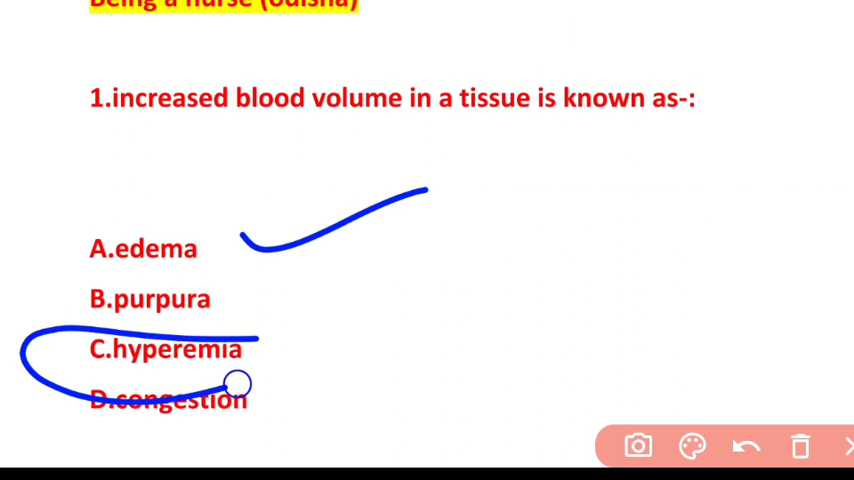 Being a nurse (odisha)
1.increased blood volume in a tissue is known as-:
A.edema
B.purpura
C.hyperemia
D.congestion